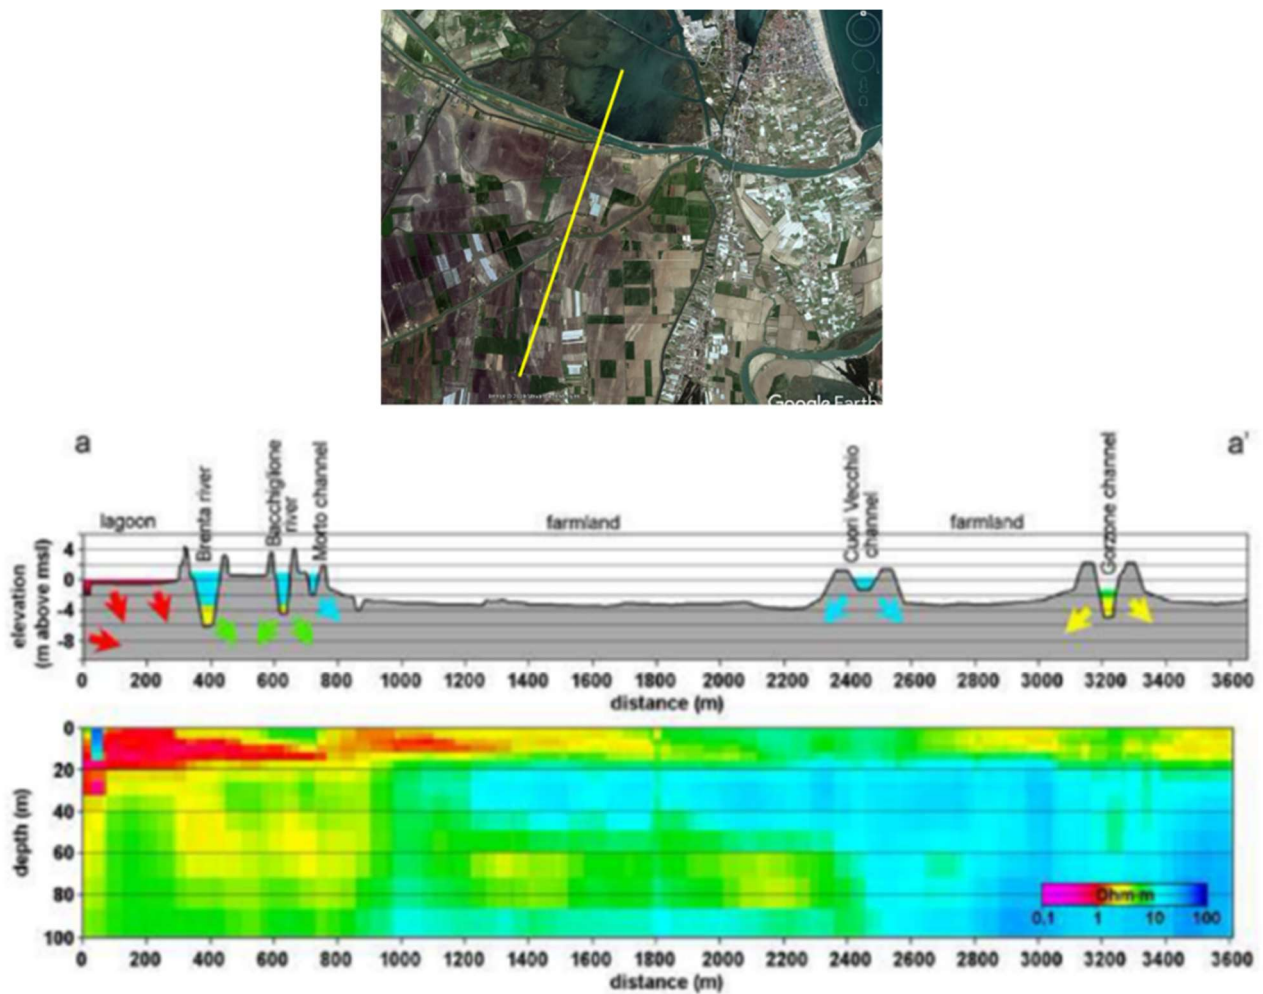 Google Earth
a
a'
lagoon
Brenta river
Bacchiglione
river
Morto channel
farmland
Cuori Vecchio
channel
farmland
Gorzone channel
elevation
(m above msl)
4
0
-4
-8
0 200 400 600 800 1000 1200 1400 1600 1800 2000 2200 2400 2600 2800 3000 3200 3400 3600
distance (m)
depth (m)
0
20
40
60
80
100
Ohm·m
0,1 1 10 100
0 200 400 600 800 1000 1200 1400 1600 1800 2000 2200 2400 2600 2800 3000 3200 3400 3600
distance (m)